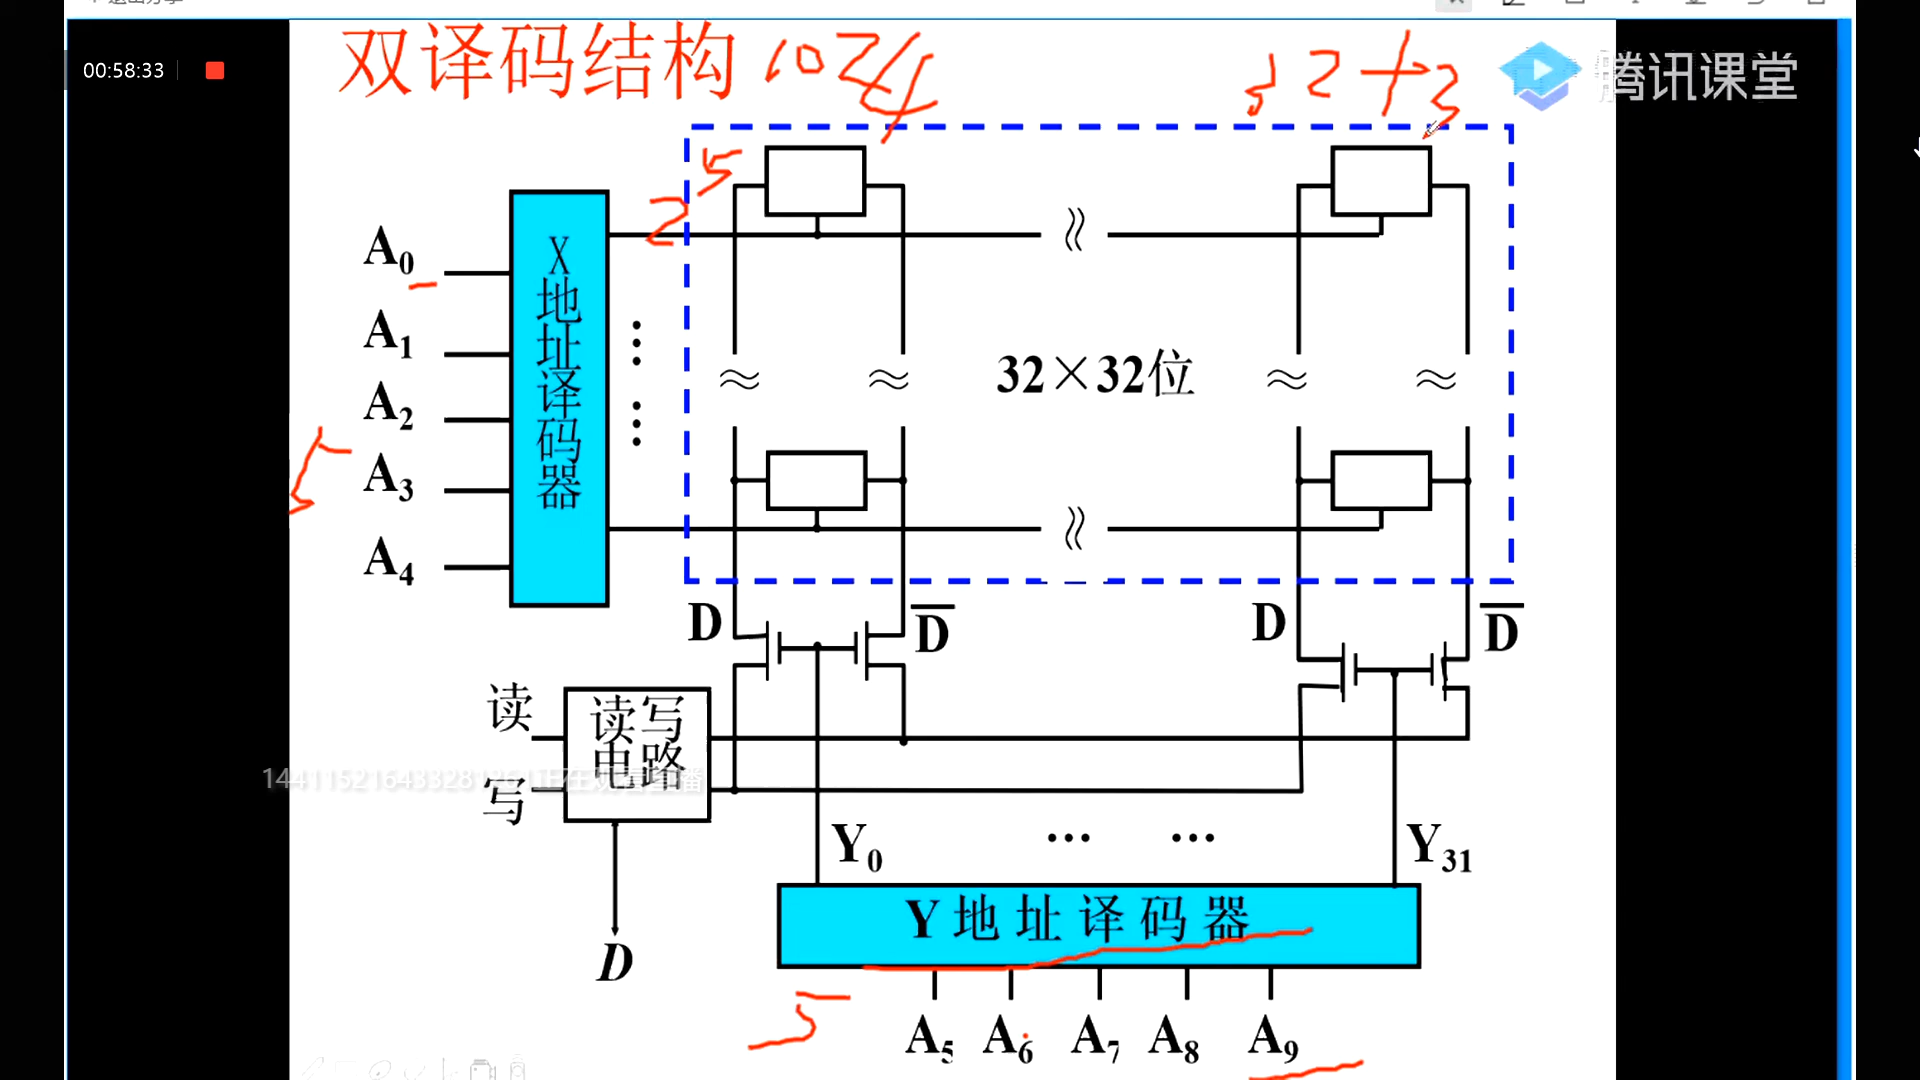 00:58:33
双译码结构 1024
32+3
腾讯课堂
2⁵
A0
A1
A2
A3
A4
5
X地址译码器
32×32位
D
D̅
D
D̅
读
写
读写
电路
D
Y0
... ...
Y31
Y地址译码器
5
A5
A6
A7
A8
A9